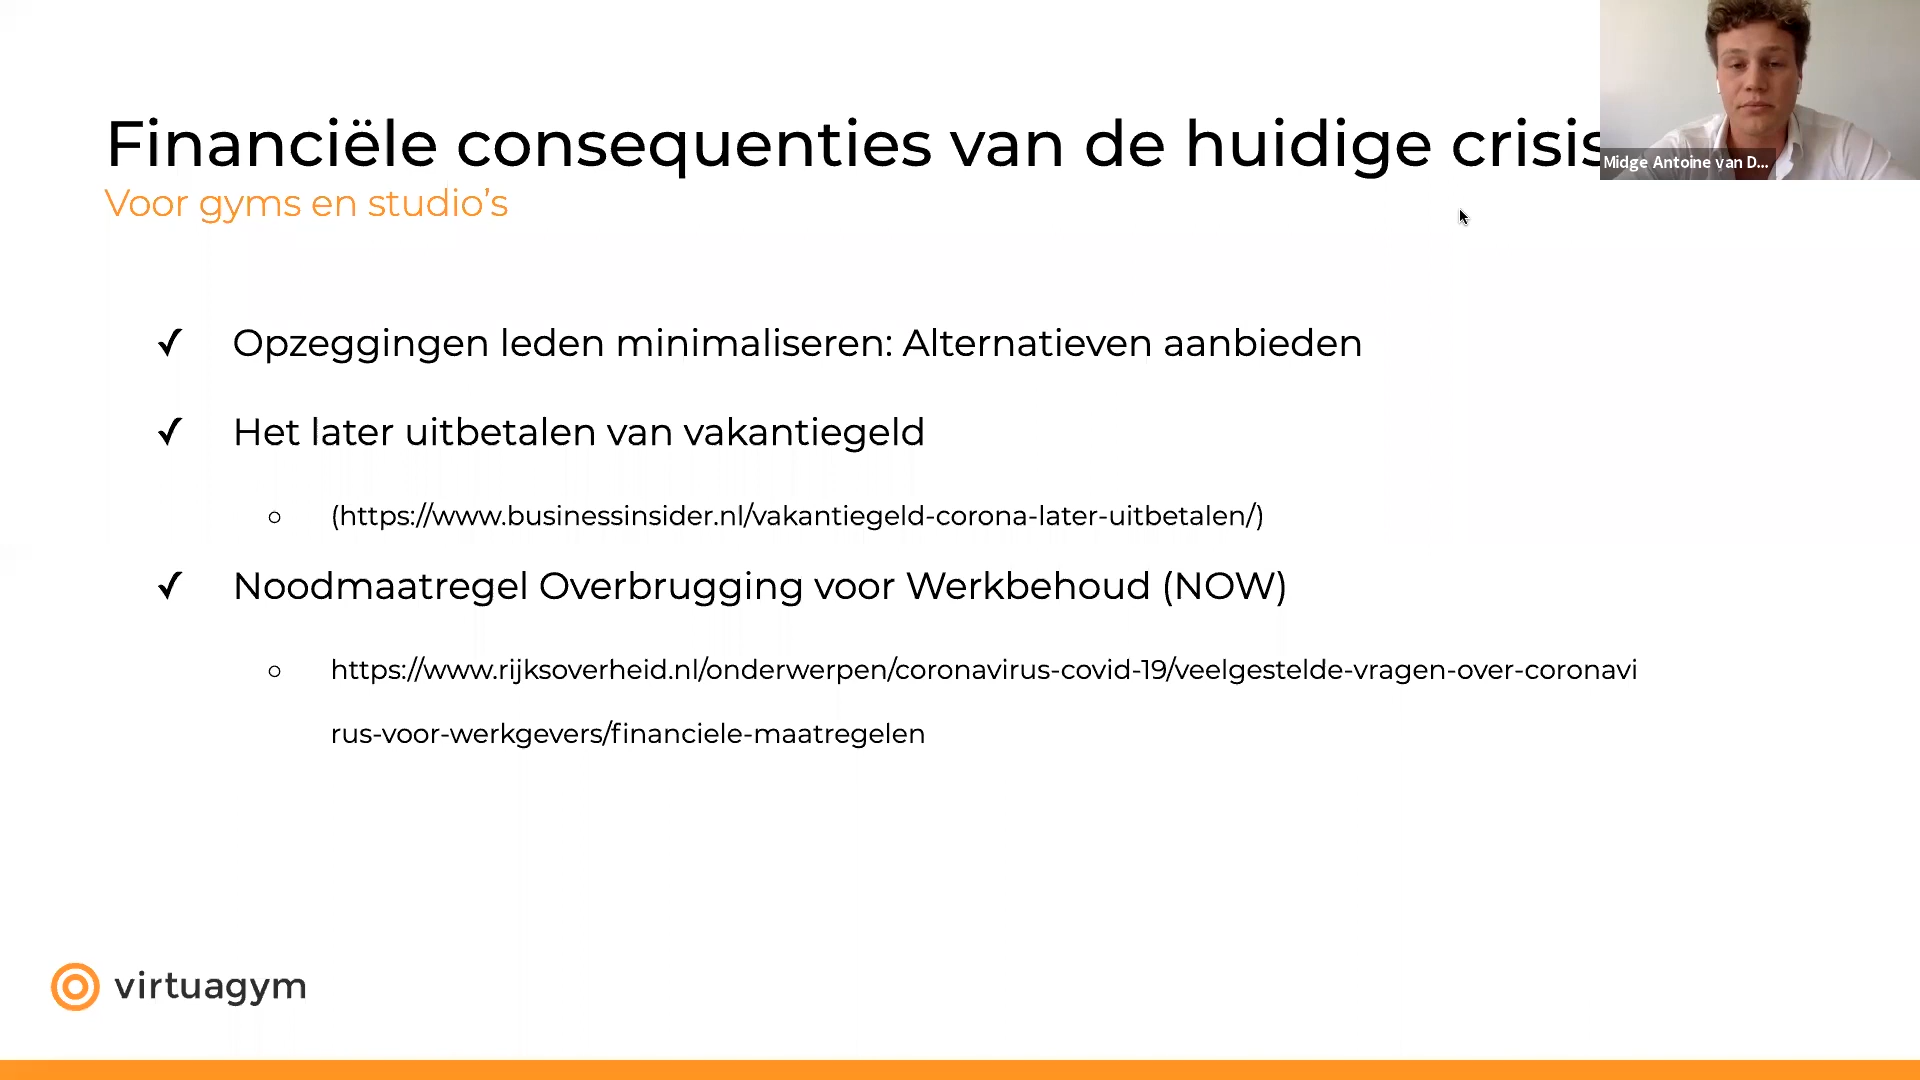 Financiële consequenties van de huidige crisis
Voor gyms en studio's
✓ Opzeggingen leden minimaliseren: Alternatieven aanbieden
✓ Het later uitbetalen van vakantiegeld
○ (https://www.businessinsider.nl/vakantiegeld-corona-later-uitbetalen/)
✓ Noodmaatregel Overbrugging voor Werkbehoud (NOW)
○ https://www.rijksoverheid.nl/onderwerpen/coronavirus-covid-19/veelgestelde-vragen-over-coronavi
rus-voor-werkgevers/financiele-maatregelen
Midge Antoine van D...
virtuagym